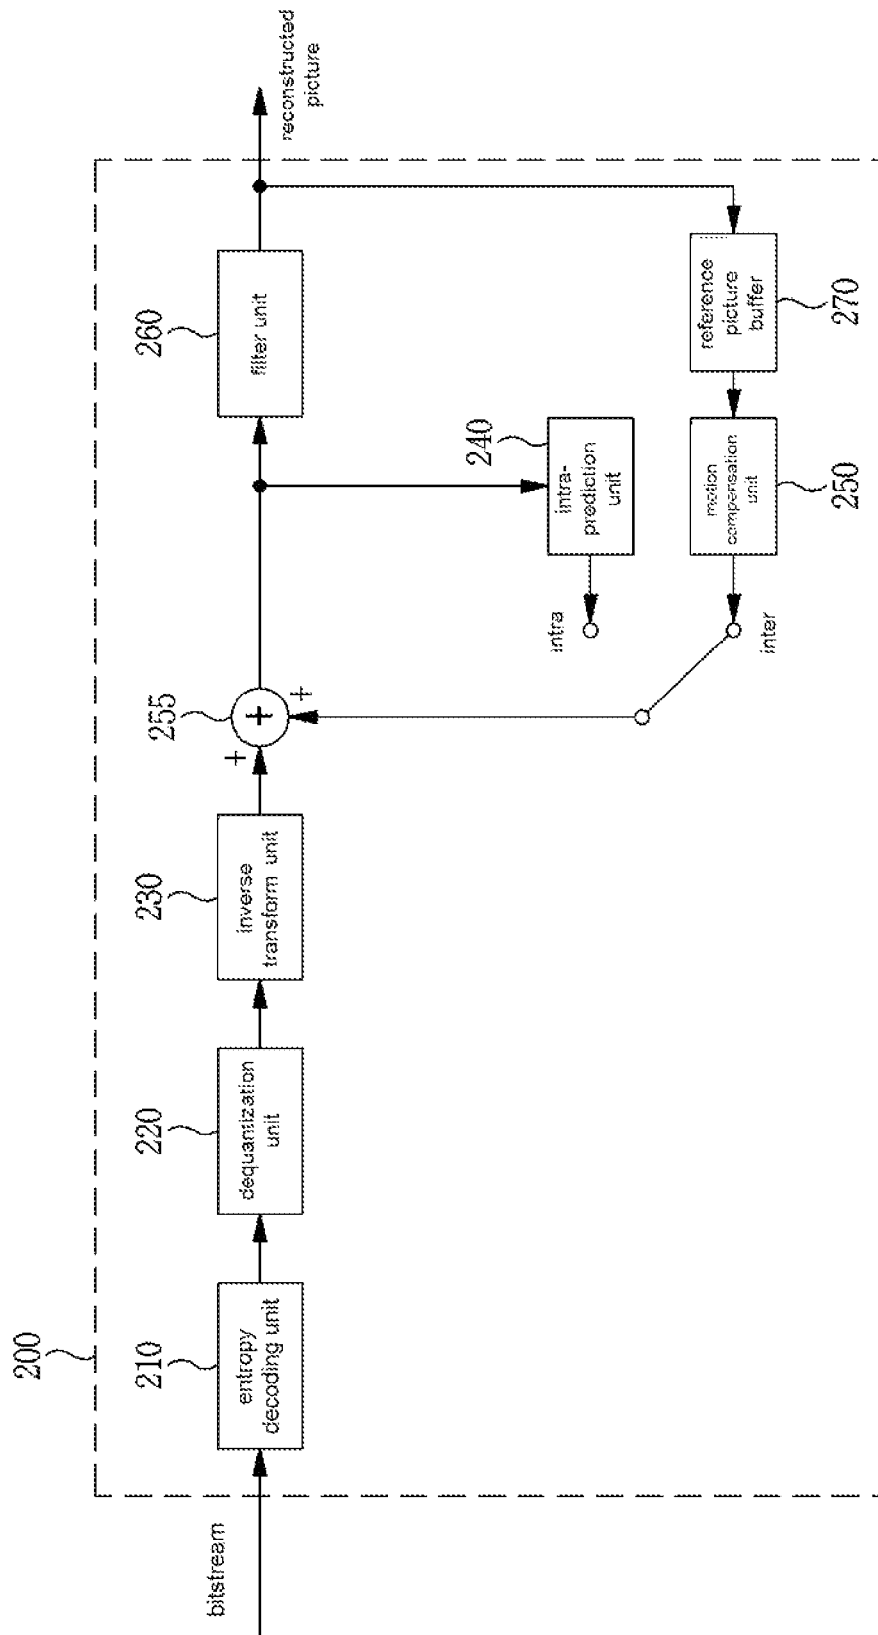 200
bitstream
210
entropy
decoding unit
220
dequantization
unit
230
inverse
transform unit
255
+
+
+
260
filter unit
reconstructed
picture
240
intra-
prediction
unit
intra
inter
250
motion
compensation
unit
270
reference
picture
buffer